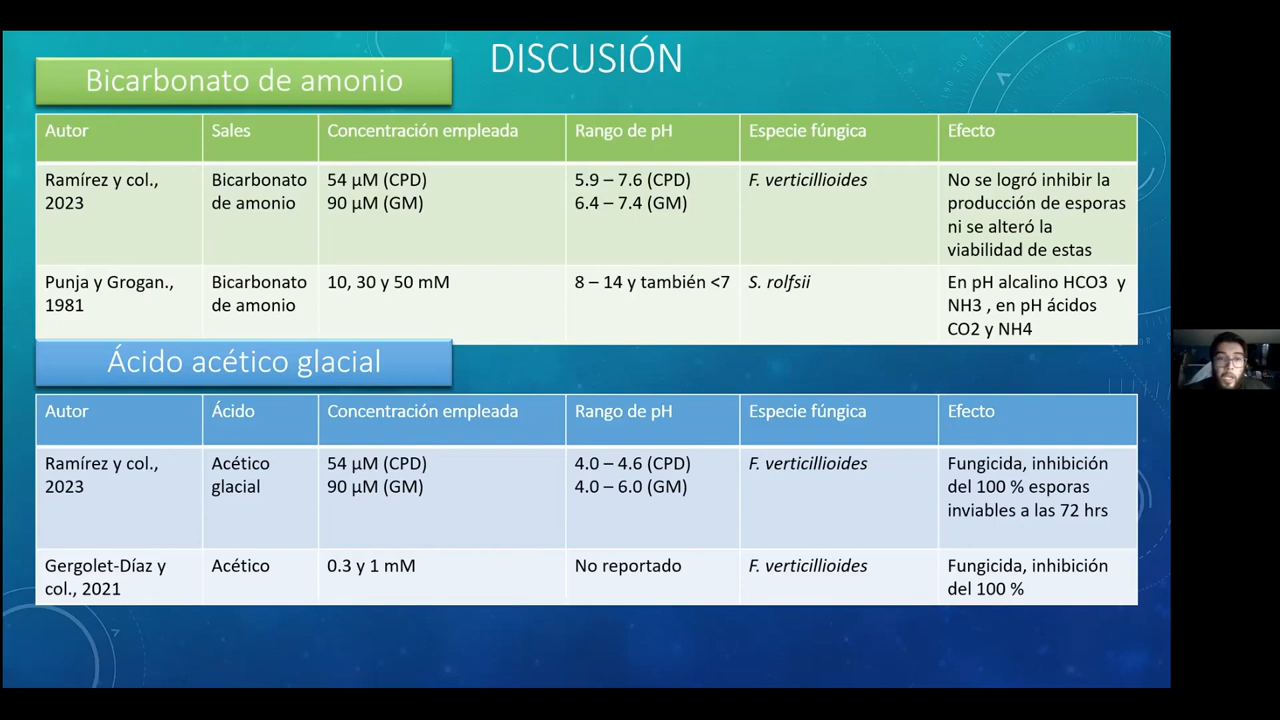 DISCUSIÓN
Bicarbonato de amonio
Autor Sales Concentración empleada Rango de pH Especie fúngica Efecto
Ramírez y col., Bicarbonato 54 µM (CPD) 5.9 – 7.6 (CPD) F. verticillioides No se logró inhibir la
2023 de amonio 90 µM (GM) 6.4 – 7.4 (GM) producción de esporas
ni se alteró la
viabilidad de estas
Punja y Grogan., Bicarbonato 10, 30 y 50 mM 8 – 14 y también <7 S. rolfsii En pH alcalino HCO3 y
1981 de amonio NH3 , en pH ácidos
CO2 y NH4
Ácido acético glacial
Autor Ácido Concentración empleada Rango de pH Especie fúngica Efecto
Ramírez y col., Acético 54 µM (CPD) 4.0 – 4.6 (CPD) F. verticillioides Fungicida, inhibición
2023 glacial 90 µM (GM) 4.0 – 6.0 (GM) del 100 % esporas
inviables a las 72 hrs
Gergolet-Díaz y Acético 0.3 y 1 mM No reportado F. verticillioides Fungicida, inhibición
col., 2021 del 100 %